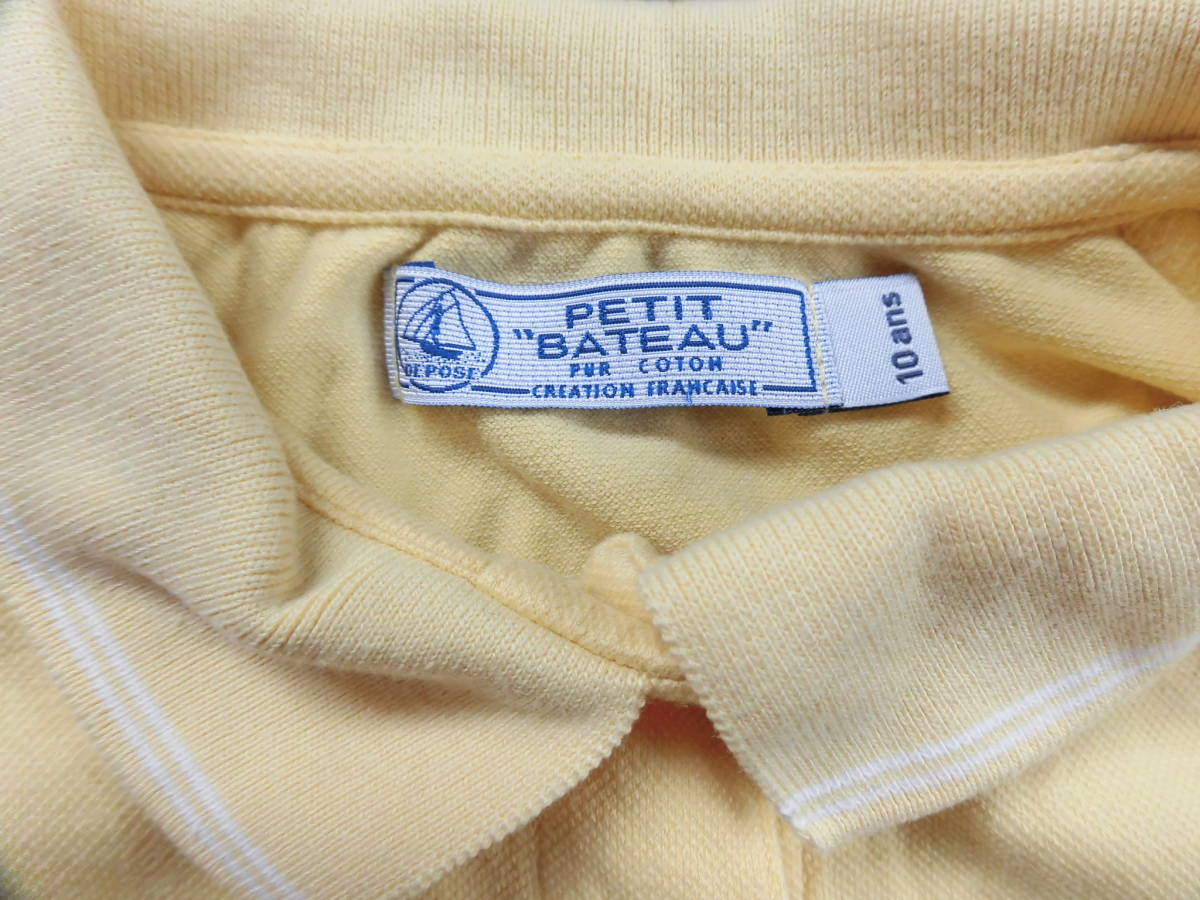 PETIT
"BATEAU"
PUR COTON
CREATION FRANCAISE
DEPOSE
10 ans